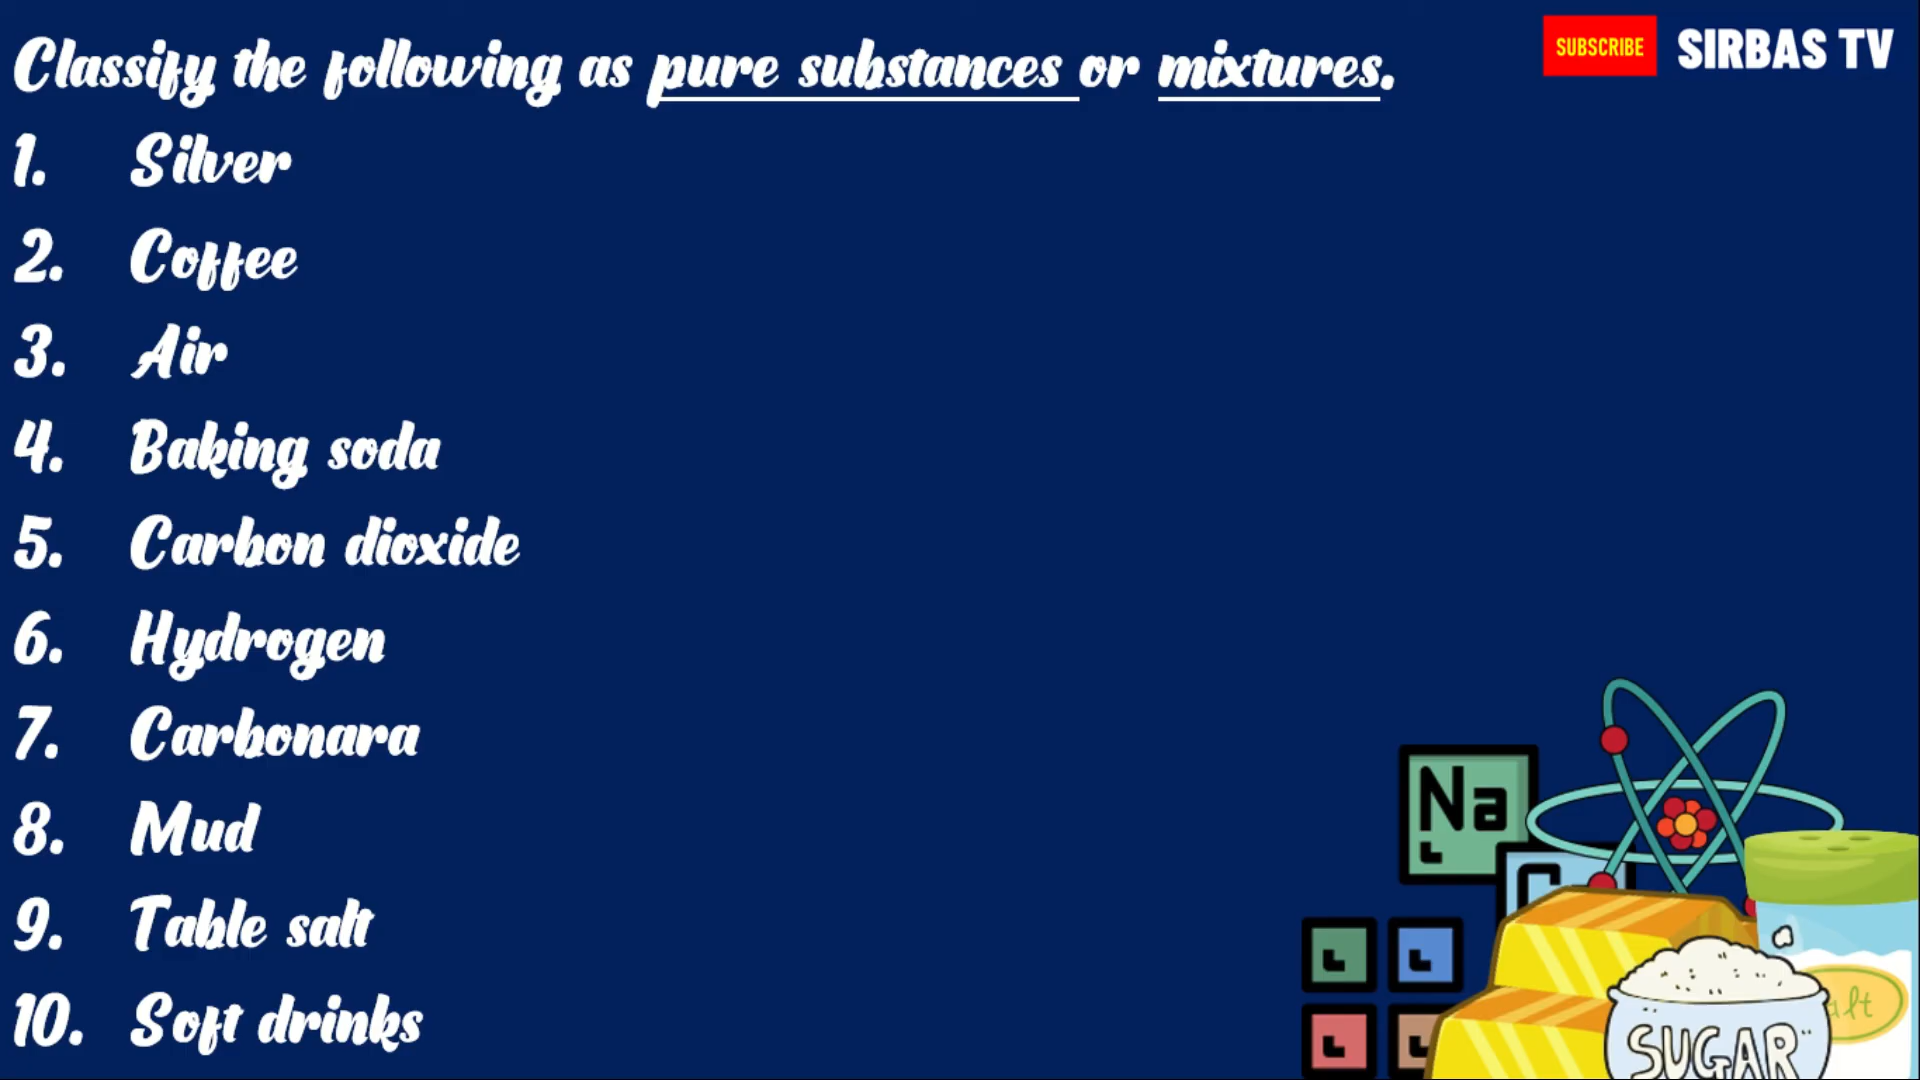 Classify the following as pure substances or mixtures.
SUBSCRIBE
SIRBAS TV
1. Silver
2. Coffee
3. Air
4. Baking soda
5. Carbon dioxide
6. Hydrogen
7. Carbonara
8. Mud
9. Table salt
10. Soft drinks
Na
SUGAR